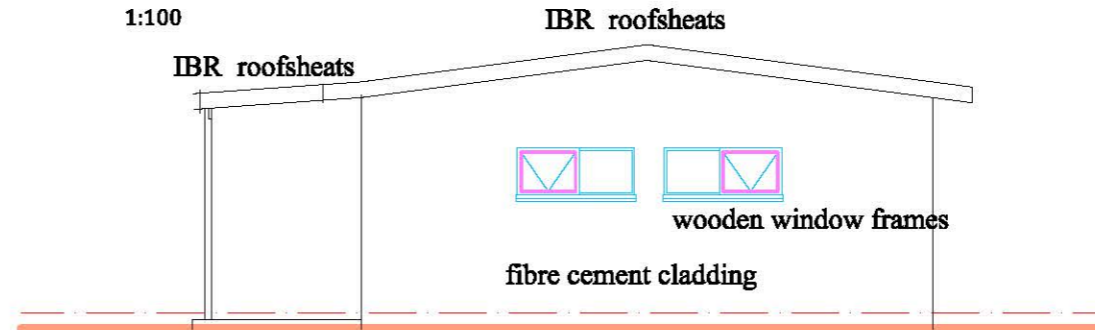 1:100
IBR roofsheats
IBR roofsheats
wooden window frames
fibre cement cladding